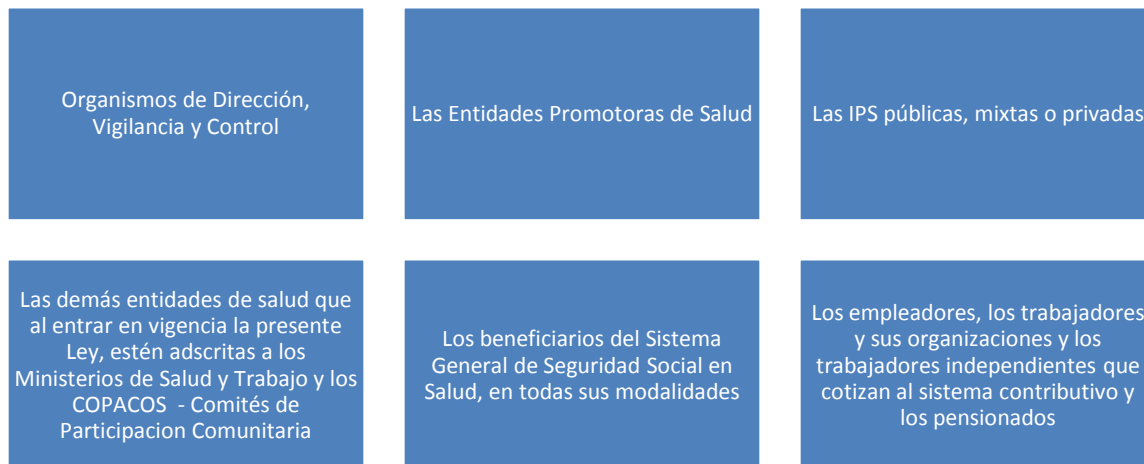 Organismos de Dirección,
Vigilancia y Control
Las Entidades Promotoras de Salud
Las IPS públicas, mixtas o privadas
Las demás entidades de salud que
al entrar en vigencia la presente
Ley, estén adscritas a los
Ministerios de Salud y Trabajo y los
COPACOS - Comités de
Participacion Comunitaria
Los beneficiarios del Sistema
General de Seguridad Social en
Salud, en todas sus modalidades
Los empleadores, los trabajadores
y sus organizaciones y los
trabajadores independientes que
cotizan al sistema contributivo y
los pensionados